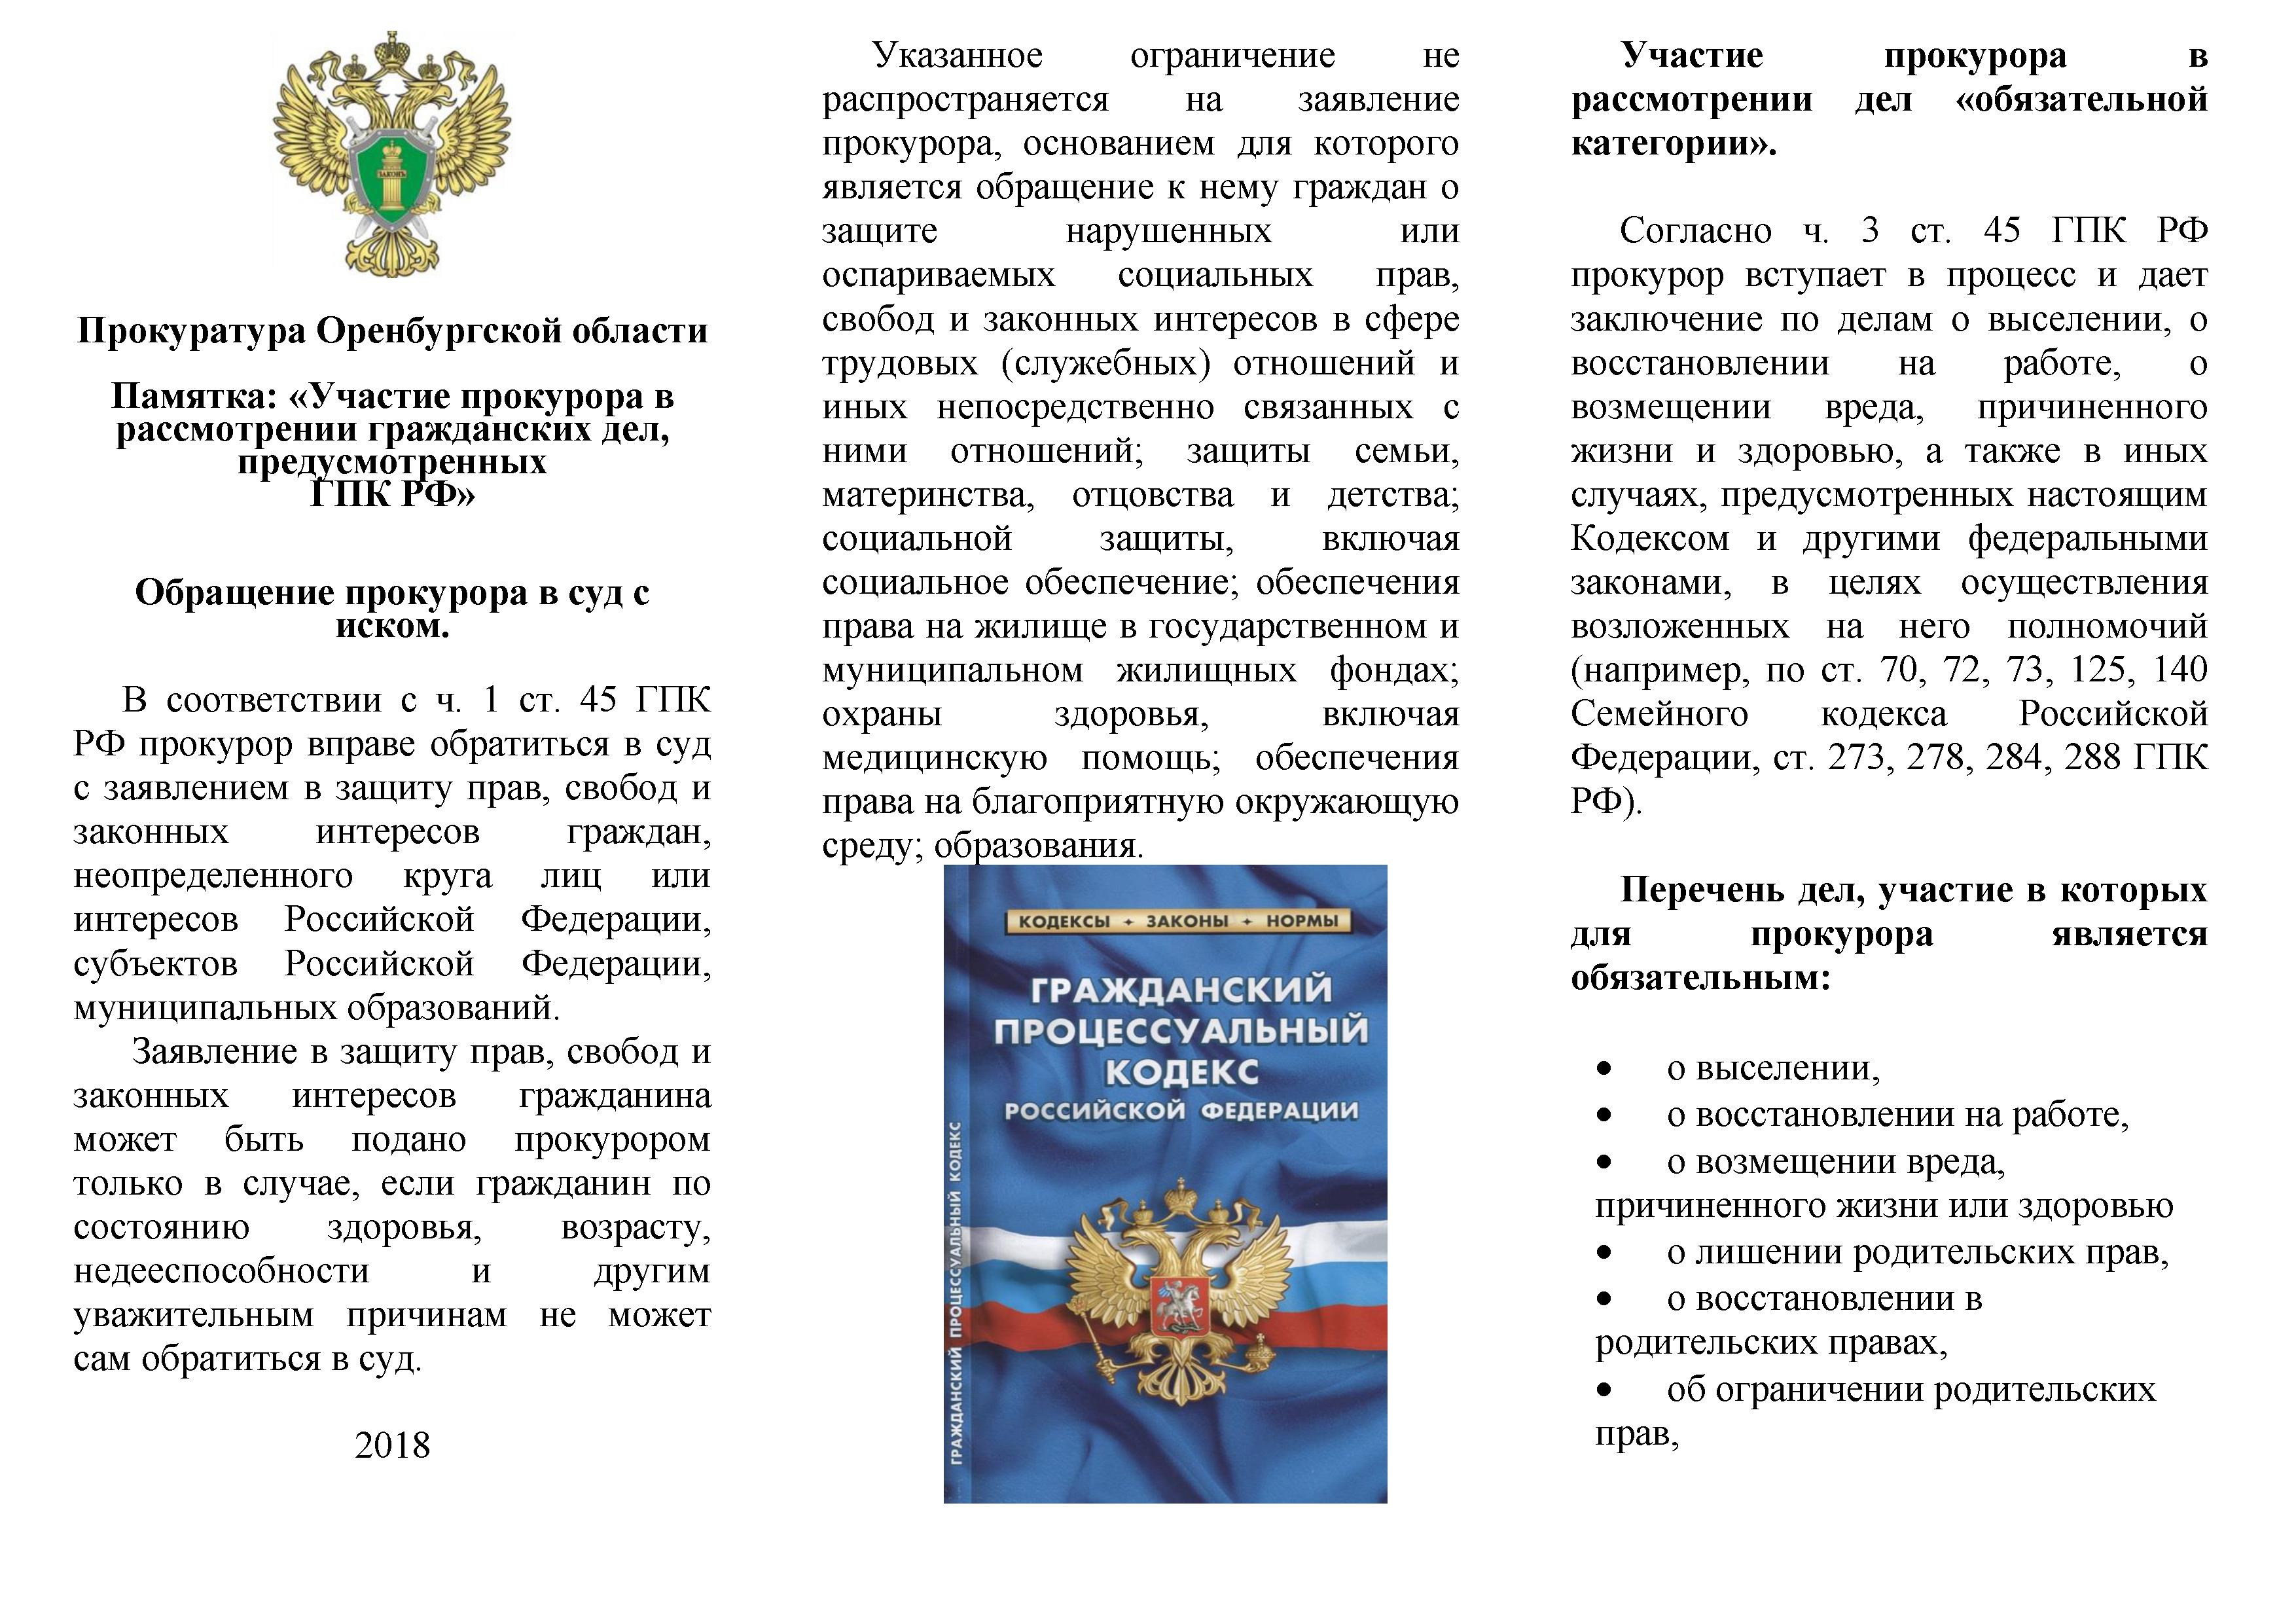 ЗАКОНЪ
Прокуратура Оренбургской области
Памятка: «Участие прокурора в
рассмотрении гражданских дел,
предусмотренных
ГПК РФ»
Обращение прокурора в суд с
иском.
В соответствии с ч. 1 ст. 45 ГПК
РФ прокурор вправе обратиться в суд
с заявлением в защиту прав, свобод и
законных интересов граждан,
неопределенного круга лиц или
интересов Российской Федерации,
субъектов Российской Федерации,
муниципальных образований.
Заявление в защиту прав, свобод и
законных интересов гражданина
может быть подано прокурором
только в случае, если гражданин по
состоянию здоровья, возрасту,
недееспособности и другим
уважительным причинам не может
сам обратиться в суд.
2018
Указанное ограничение не
распространяется на заявление
прокурора, основанием для которого
является обращение к нему граждан о
защите нарушенных или
оспариваемых социальных прав,
свобод и законных интересов в сфере
трудовых (служебных) отношений и
иных непосредственно связанных с
ними отношений; защиты семьи,
материнства, отцовства и детства;
социальной защиты, включая
социальное обеспечение; обеспечения
права на жилище в государственном и
муниципальном жилищных фондах;
охраны здоровья, включая
медицинскую помощь; обеспечения
права на благоприятную окружающую
среду; образования.
КОДЕКСЫ + ЗАКОНЫ + НОРМЫ
ГРАЖДАНСКИЙ
ПРОЦЕССУАЛЬНЫЙ
КОДЕКС
РОССИЙСКОЙ ФЕДЕРАЦИИ
ГРАЖДАНСКИЙ ПРОЦЕССУАЛЬНЫЙ КОДЕКС
Участие прокурора в
рассмотрении дел «обязательной
категории».
Согласно ч. 3 ст. 45 ГПК РФ
прокурор вступает в процесс и дает
заключение по делам о выселении, о
восстановлении на работе, о
возмещении вреда, причиненного
жизни и здоровью, а также в иных
случаях, предусмотренных настоящим
Кодексом и другими федеральными
законами, в целях осуществления
возложенных на него полномочий
(например, по ст. 70, 72, 73, 125, 140
Семейного кодекса Российской
Федерации, ст. 273, 278, 284, 288 ГПК
РФ).
Перечень дел, участие в которых
для прокурора является
обязательным:
• о выселении,
• о восстановлении на работе,
• о возмещении вреда,
причиненного жизни или здоровью
• о лишении родительских прав,
• о восстановлении в
родительских правах,
• об ограничении родительских
прав,